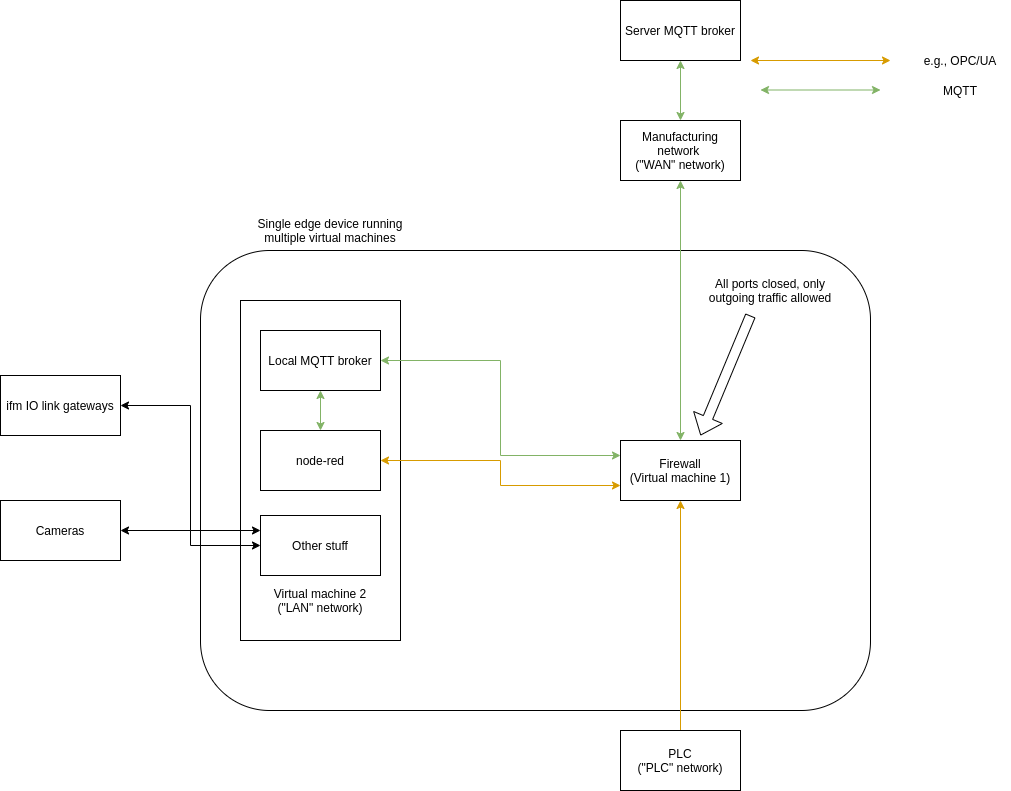 Server MQTT broker
e.g., OPC/UA
MQTT
Manufacturing
network
("WAN" network)
Single edge device running
multiple virtual machines
All ports closed, only
outgoing traffic allowed
Local MQTT broker
ifm IO link gateways
node-red
Firewall
(Virtual machine 1)
Cameras
Other stuff
Virtual machine 2
("LAN" network)
PLC
("PLC" network)